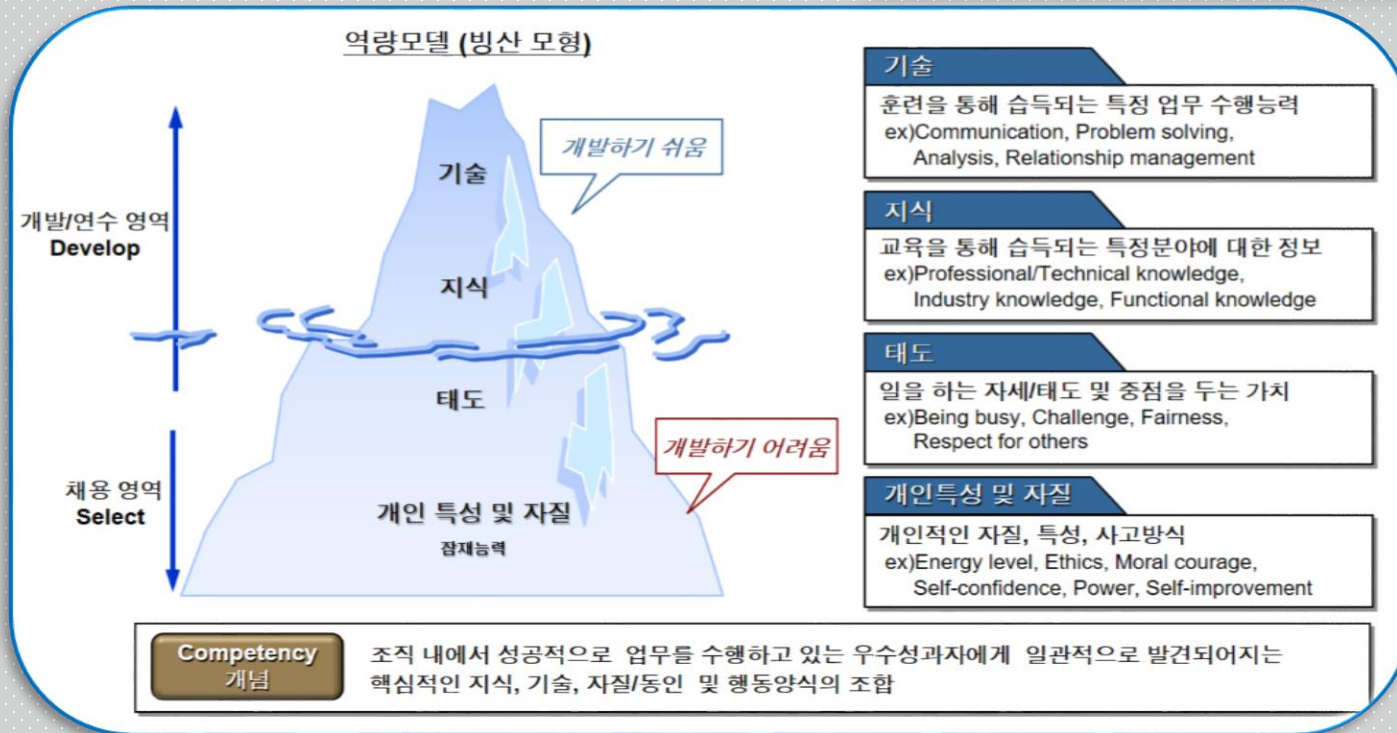 역량모델 (빙산 모형)
개발/연수 영역
Develop
채용 영역
Select
기술
지식
태도
개인 특성 및 자질
잠재능력
개발하기 쉬움
개발하기 어려움
기술
훈련을 통해 습득되는 특정 업무 수행능력
ex)Communication, Problem solving,
Analysis, Relationship management
지식
교육을 통해 습득되는 특정분야에 대한 정보
ex)Professional/Technical knowledge,
Industry knowledge, Functional knowledge
태도
일을 하는 자세/태도 및 중점을 두는 가치
ex)Being busy, Challenge, Fairness,
Respect for others
개인특성 및 자질
개인적인 자질, 특성, 사고방식
ex)Energy level, Ethics, Moral courage,
Self-confidence, Power, Self-improvement
Competency
개념
조직 내에서 성공적으로 업무를 수행하고 있는 우수성과자에게 일관적으로 발견되어지는
핵심적인 지식, 기술, 자질/동인 및 행동양식의 조합